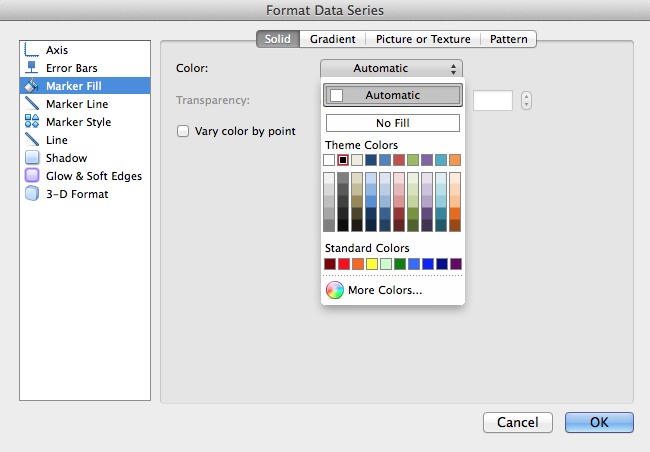 Format Data Series
Solid Gradient Picture or Texture Pattern
Axis
Error Bars
Marker Fill
Marker Line
Marker Style
Line
Shadow
Glow & Soft Edges
3-D Format
Color: Automatic
Transparency:
Vary color by point
Automatic
No Fill
Theme Colors
Standard Colors
More Colors...
Cancel OK